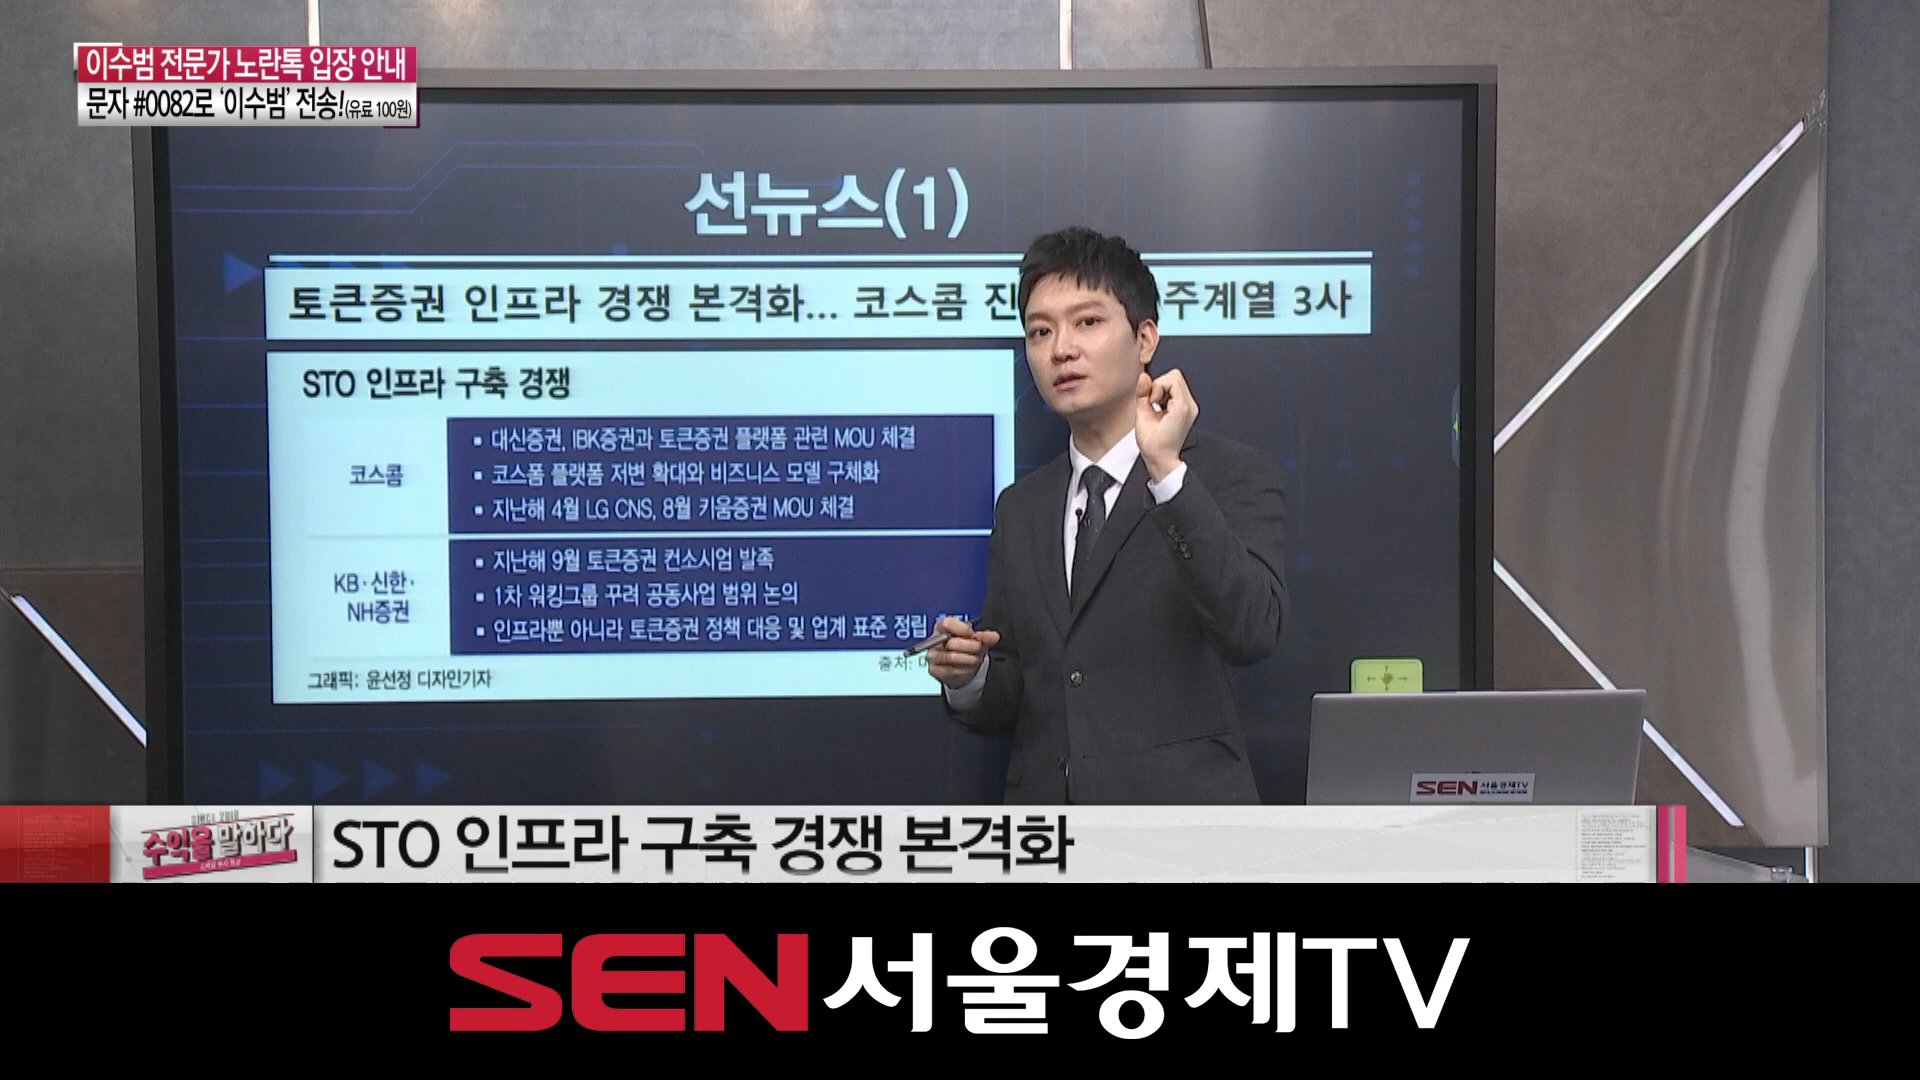 이수범 전문가 노란톡 입장 안내
문자 #0082로 '이수범' 전송!(유료 100원)
선뉴스(1)
토큰증권 인프라 경쟁 본격화... 코스콤 진 주계열 3사
STO 인프라 구축 경쟁
코스콤
▪ 대신증권, IBK증권과 토큰증권 플랫폼 관련 MOU 체결
▪ 코스폼 플랫폼 저변 확대와 비즈니스 모델 구체화
▪ 지난해 4월 LG CNS, 8월 키움증권 MOU 체결
KB·신한·
NH증권
▪ 지난해 9월 토큰증권 컨소시엄 발족
▪ 1차 워킹그룹 꾸려 공동사업 범위 논의
▪ 인프라뿐 아니라 토큰증권 정책 대응 및 업계 표준 정립
출처:
그래픽: 윤선정 디자인기자
SEN 서울경제TV
SINCE 2010
수익을 말하다
STO 인프라 구축 경쟁 본격화
SEN 서울경제TV